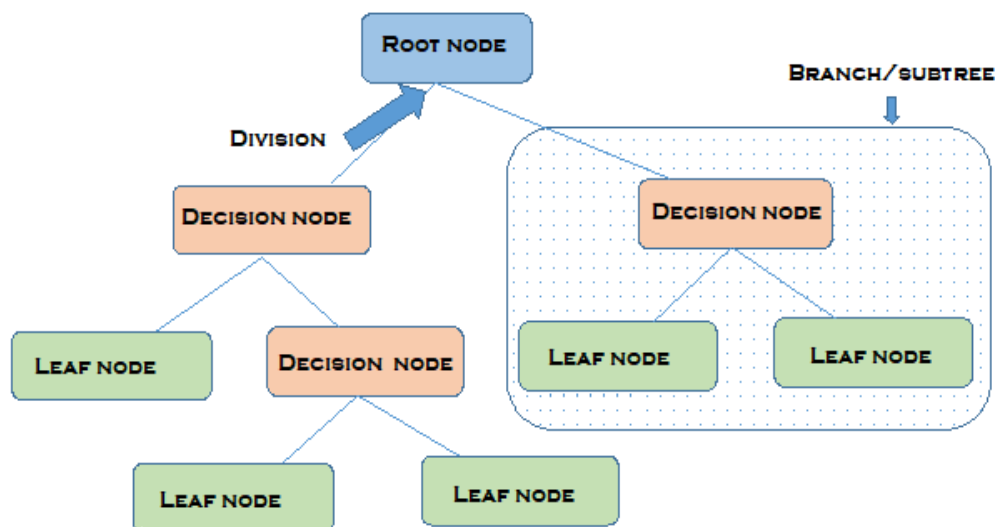 Root node
Branch/subtree
Division
Decision node
Decision node
Leaf node
Decision node
Leaf node
Leaf node
Leaf node
Leaf node